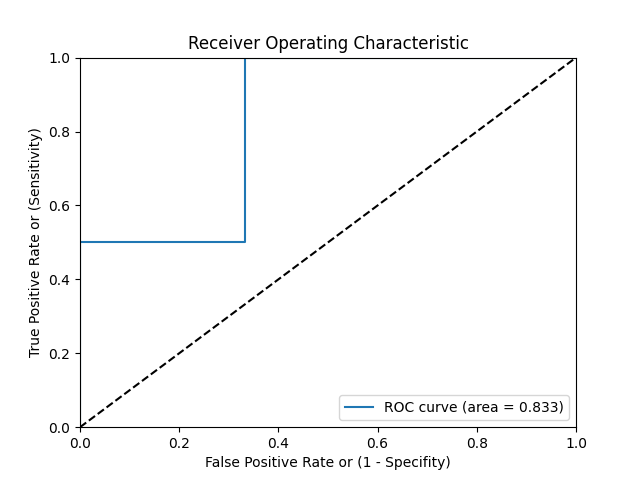 Receiver Operating Characteristic
True Positive Rate or (Sensitivity)
1.0
0.8
0.6
0.4
0.2
0.0
ROC curve (area = 0.833)
0.0 0.2 0.4 0.6 0.8 1.0
False Positive Rate or (1 - Specifity)